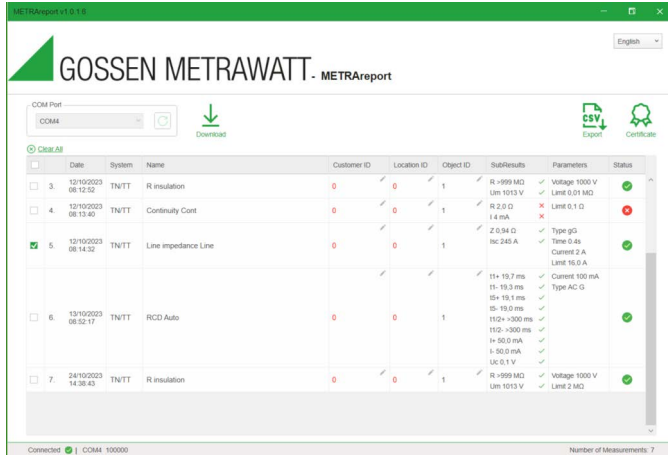 METRAreport v1.0.1.6
English
GOSSEN METRAWATT - METRAreport
COM Port
COM4
Download
CSV
Export
Certificate
Clear All
Date System Name Customer ID Location ID Object ID SubResults Parameters Status
3. 12/10/2023 08:12:52 TN/TT R insulation 0 0 1
R >999 MΩ Voltage 1000 V
Um 1013 V Limit 0,01 MΩ
4. 12/10/2023 08:13:40 TN/TT Continuity Cont 0 0 1
R 2,0 Ω Limit 0,1 Ω
I 4 mA
5. 12/10/2023 08:14:32 TN/TT Line impedance Line 0 0 1
Z 0,94 Ω Type gG
Isc 245 A Time 0.4s
Current 2 A
Limit 16,0 A
6. 13/10/2023 08:52:17 TN/TT RCD Auto 0 0 1
t1+ 19,7 ms Current 100 mA
t1- 19,3 ms Type AC G
t5+ 19,1 ms
t5- 19,0 ms
t1/2+ >300 ms
t1/2- >300 ms
I+ 50,0 mA
I- 50,0 mA
Uc 0,1 V
7. 24/10/2023 14:38:43 TN/TT R insulation 0 0 1
R >999 MΩ Voltage 1000 V
Um 1013 V Limit 2 MΩ
Connected | COM4 100000 Number of Measurements: 7